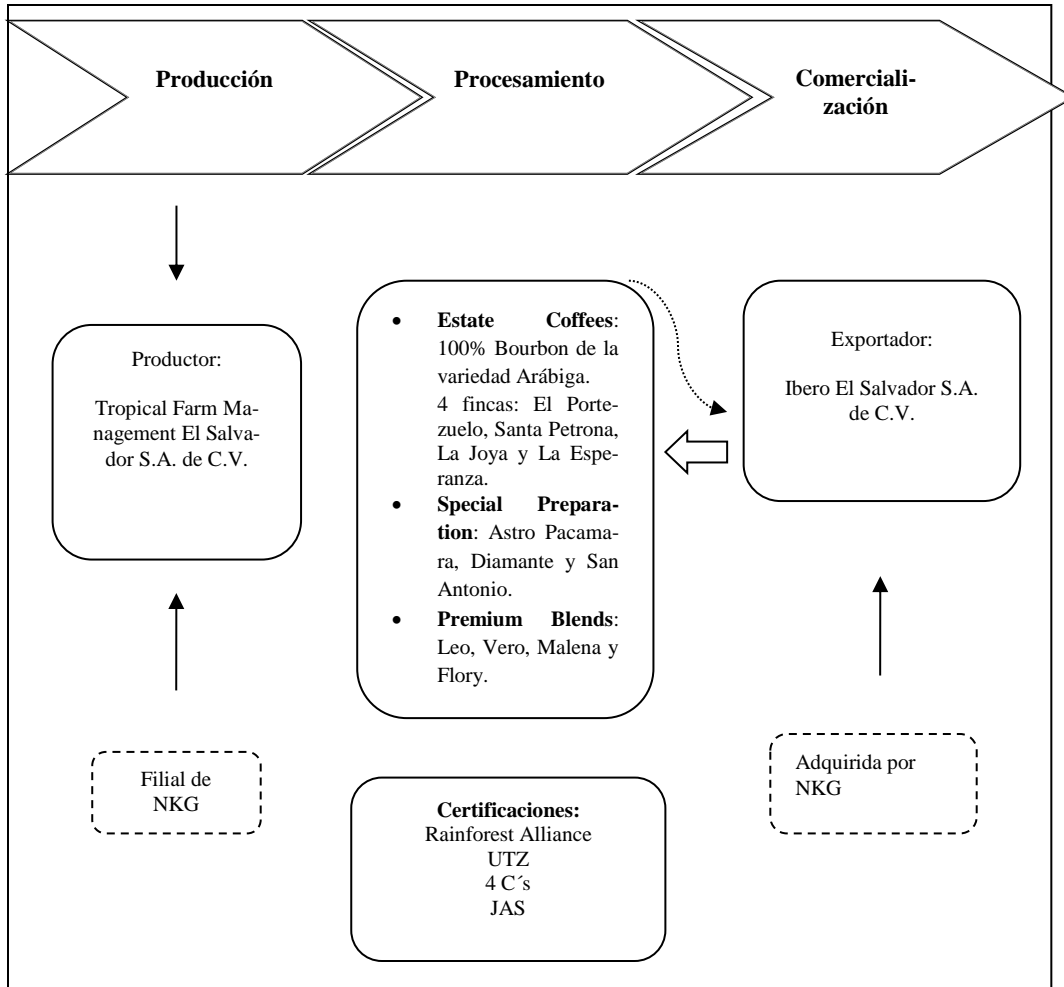 Producción
Procesamiento
Comerciali-
zación
Productor:
Tropical Farm Ma-
nagement El Salva-
dor S.A. de C.V.
• Estate Coffees:
100% Bourbon de la
variedad Arábiga.
4 fincas: El Porte-
zuelo, Santa Petrona,
La Joya y La Espe-
ranza.
• Special Prepara-
tion: Astro Pacama-
ra, Diamante y San
Antonio.
• Premium Blends:
Leo, Vero, Malena y
Flory.
Exportador:
Ibero El Salvador S.A.
de C.V.
Filial de
NKG
Certificaciones:
Rainforest Alliance
UTZ
4 C´s
JAS
Adquirida por
NKG